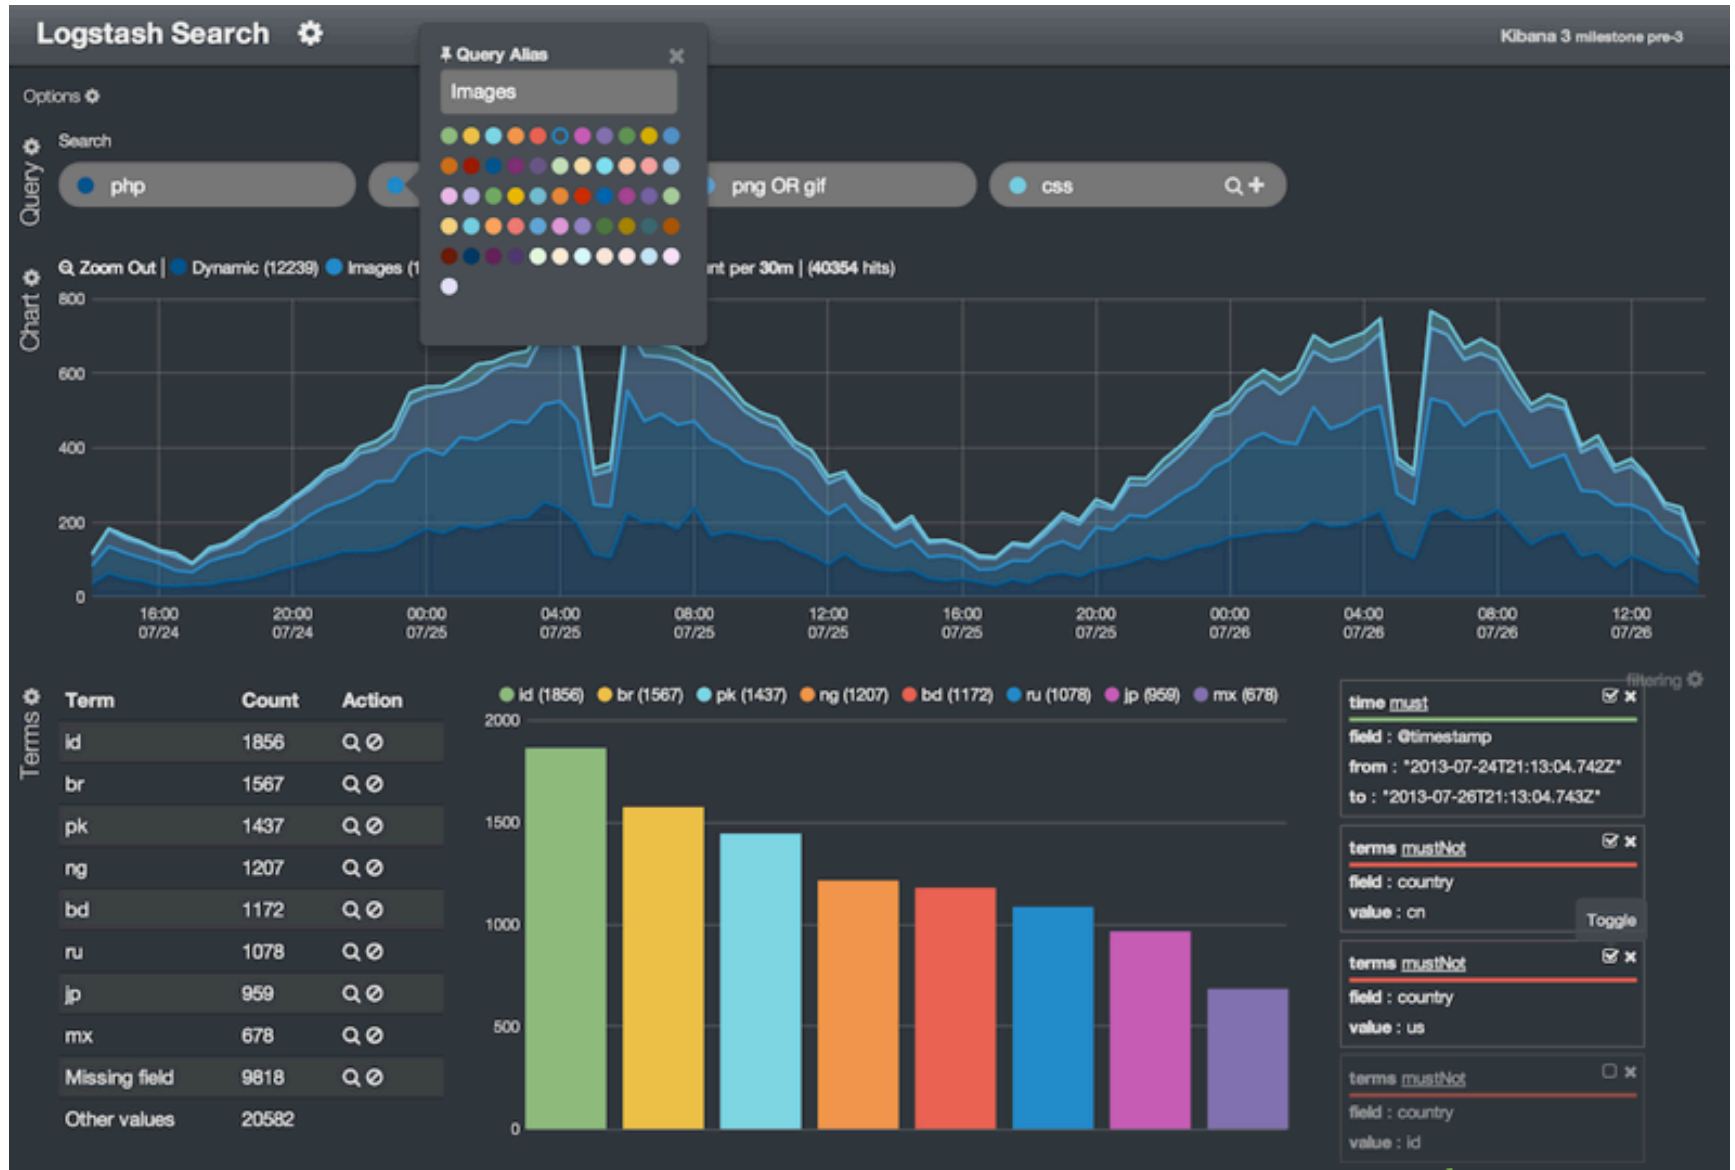 Logstash Search
Kibana 3 milestone pre-3
Query Alias
Images
Options
Query
Search
php
png OR gif
css
Chart
Zoom Out | Dynamic (12239) Images (1
nt per 30m | (40354 hits)
800
600
400
200
0
16:00 20:00 00:00 04:00 08:00 12:00 16:00 20:00 00:00 04:00 08:00 12:00
07/24 07/24 07/25 07/25 07/25 07/25 07/25 07/25 07/26 07/26 07/26 07/26
Terms
Term Count Action
id 1856
br 1567
pk 1437
ng 1207
bd 1172
ru 1078
jp 959
mx 678
Missing field 9818
Other values 20582
id (1856) br (1567) pk (1437) ng (1207) bd (1172) ru (1078) jp (959) mx (678)
2000
1500
1000
500
0
filtering
time must
field : @timestamp
from : "2013-07-24T21:13:04.742Z"
to : "2013-07-26T21:13:04.743Z"
terms mustNot
field : country
value : cn
Toggle
terms mustNot
field : country
value : us
terms mustNot
field : country
value : id